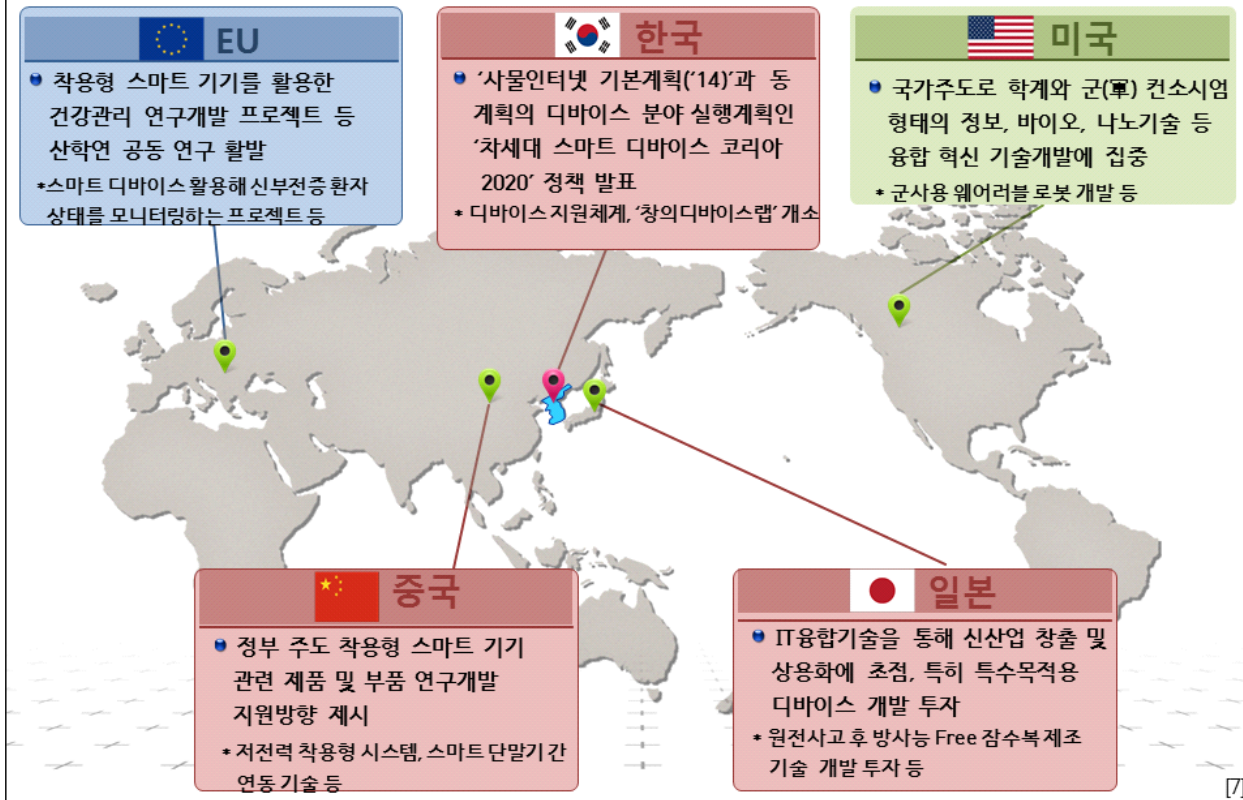 EU
착용형 스마트 기기를 활용한
건강관리 연구개발 프로젝트 등
산학연 공동 연구 활발
*스마트 디바이스 활용해 신부전증 환자
상태를 모니터링하는 프로젝트 등
한국
‘사물인터넷 기본계획(‘14)’과 동
계획의 디바이스 분야 실행계획인
‘차세대 스마트 디바이스 코리아
2020’ 정책 발표
* 디바이스 지원체계, ‘창의디바이스랩’ 개소
미국
국가주도로 학계와 군(軍) 컨소시엄
형태의 정보, 바이오, 나노기술 등
융합 혁신 기술개발에 집중
* 군사용 웨어러블 로봇 개발 등
중국
정부 주도 착용형 스마트 기기
관련 제품 및 부품 연구개발
지원방향 제시
* 저전력 착용형 시스템, 스마트 단말기 간
연동 기술 등
일본
IT융합기술을 통해 신산업 창출 및
상용화에 초점, 특히 특수목적용
디바이스 개발 투자
* 원전사고 후 방사능 Free 잠수복 제조
기술 개발 투자 등
[7]